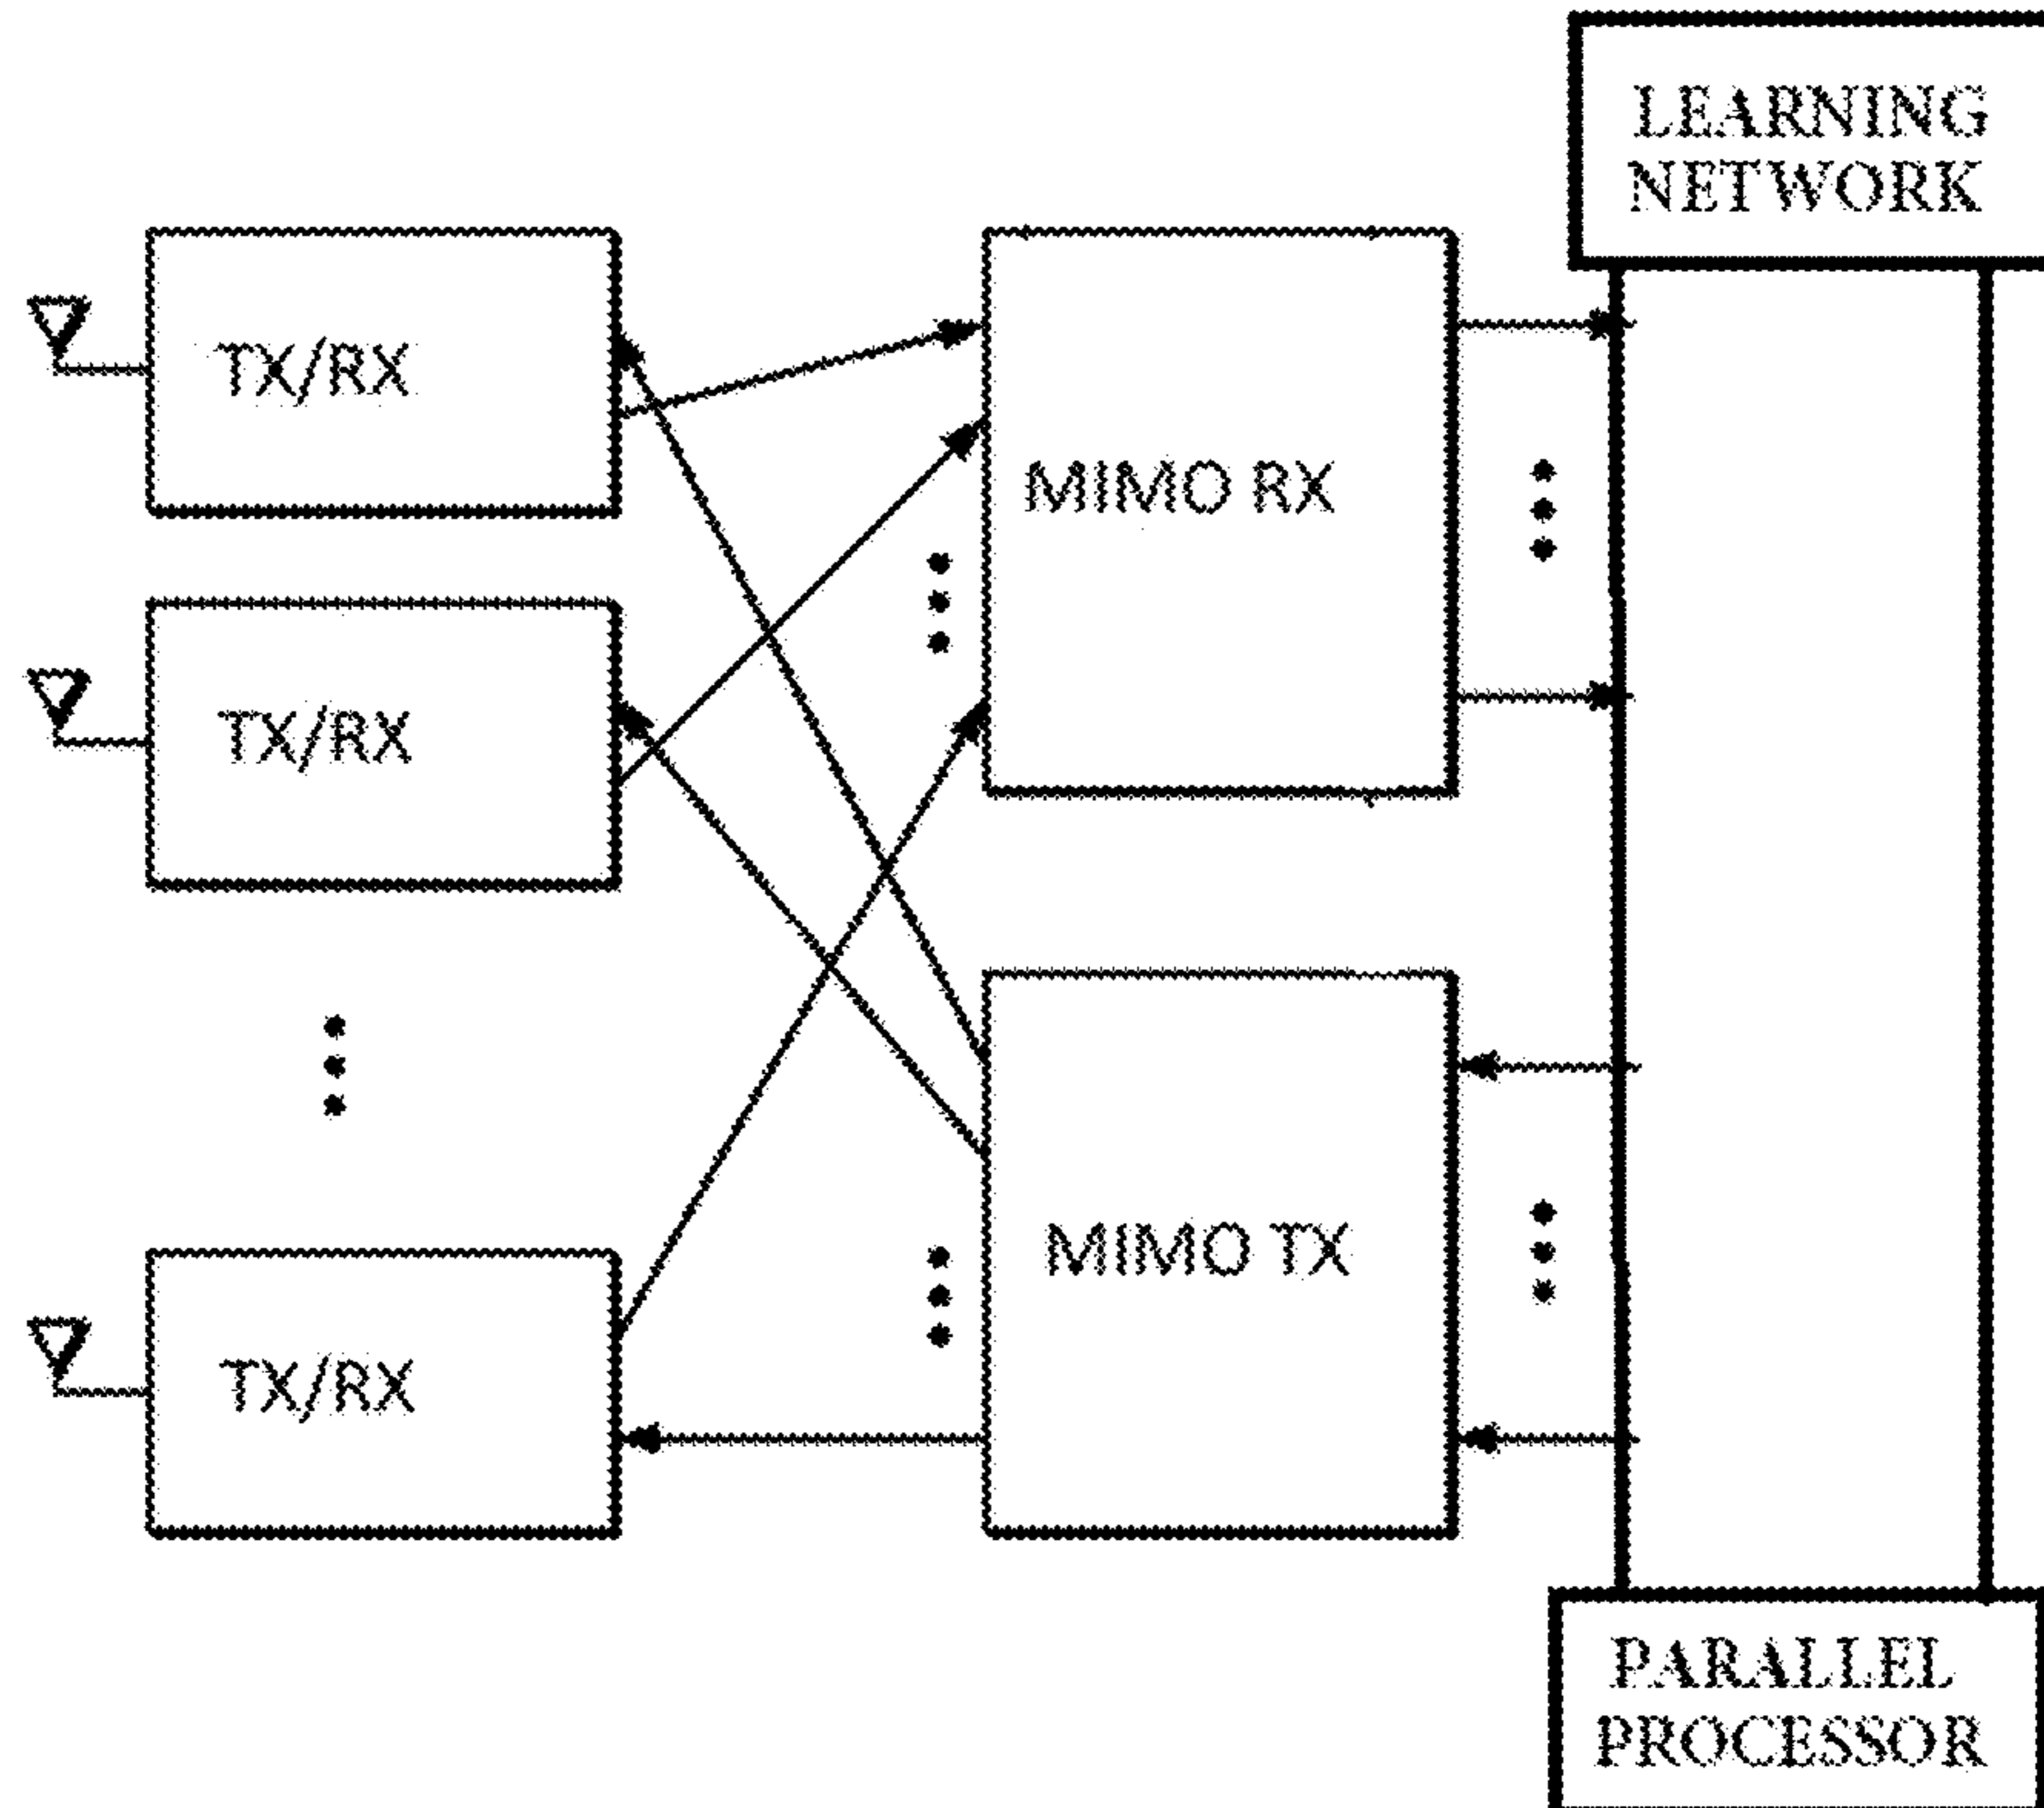 LEARNING
NETWORK
TX/RX
MIMO RX
TX/RX
MIMO TX
TX/RX
PARALLEL
PROCESSOR